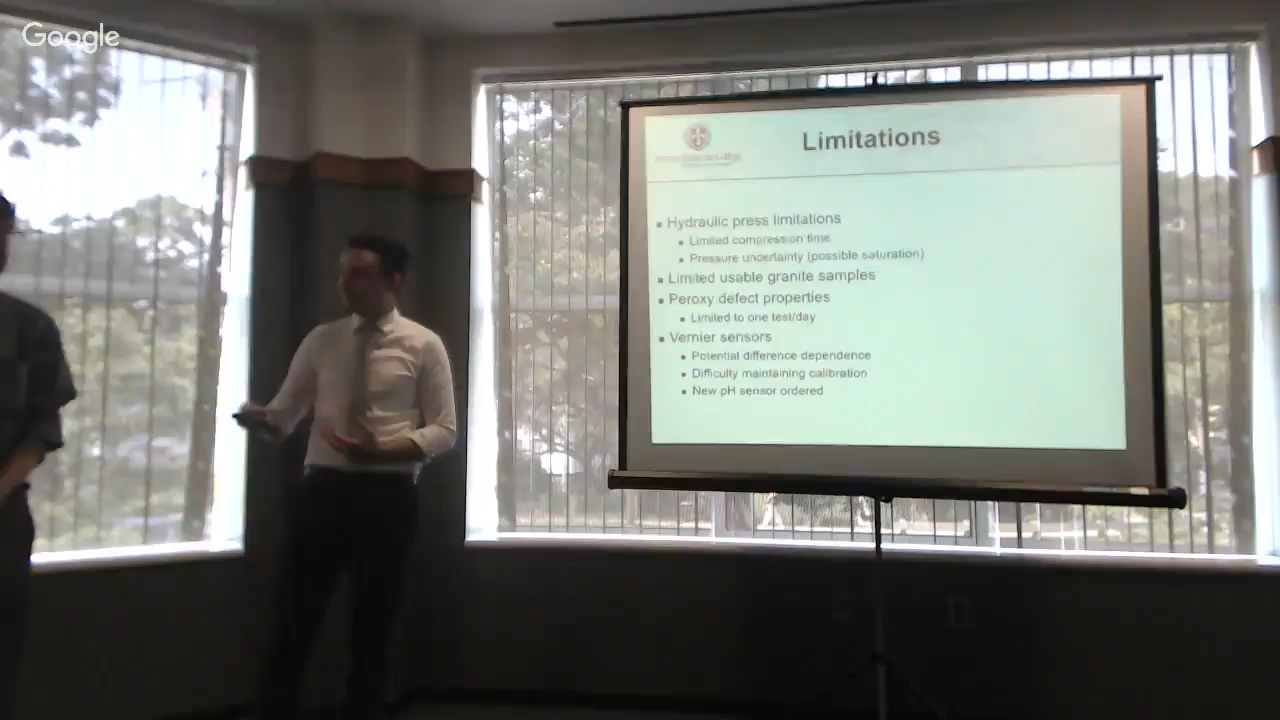 Google
Limitations
Hydraulic press limitations
Limited compression time
Pressure uncertainty (possible saturation)
Limited usable granite samples
Peroxy defect properties
Limited to one test/day
Vernier sensors
Potential difference dependence
Difficulty maintaining calibration
New pH sensor ordered